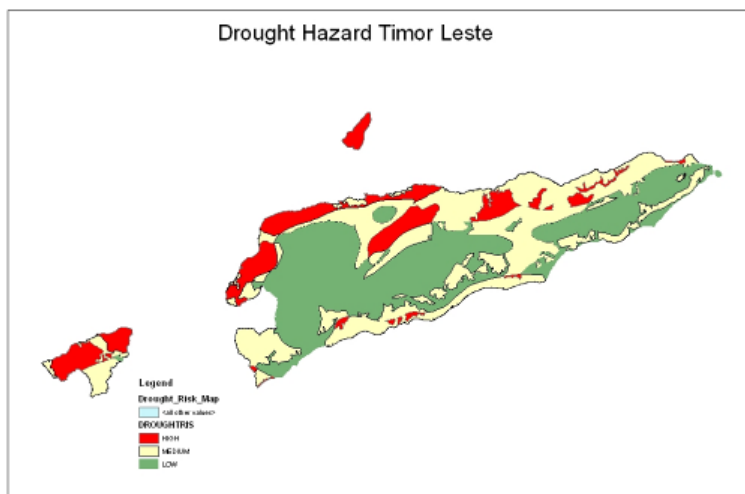 Drought Hazard Timor Leste
Legend
Drought_Risk_Map
<all other values>
DROUGHTRIS
HIGH
MEDIUM
LOW